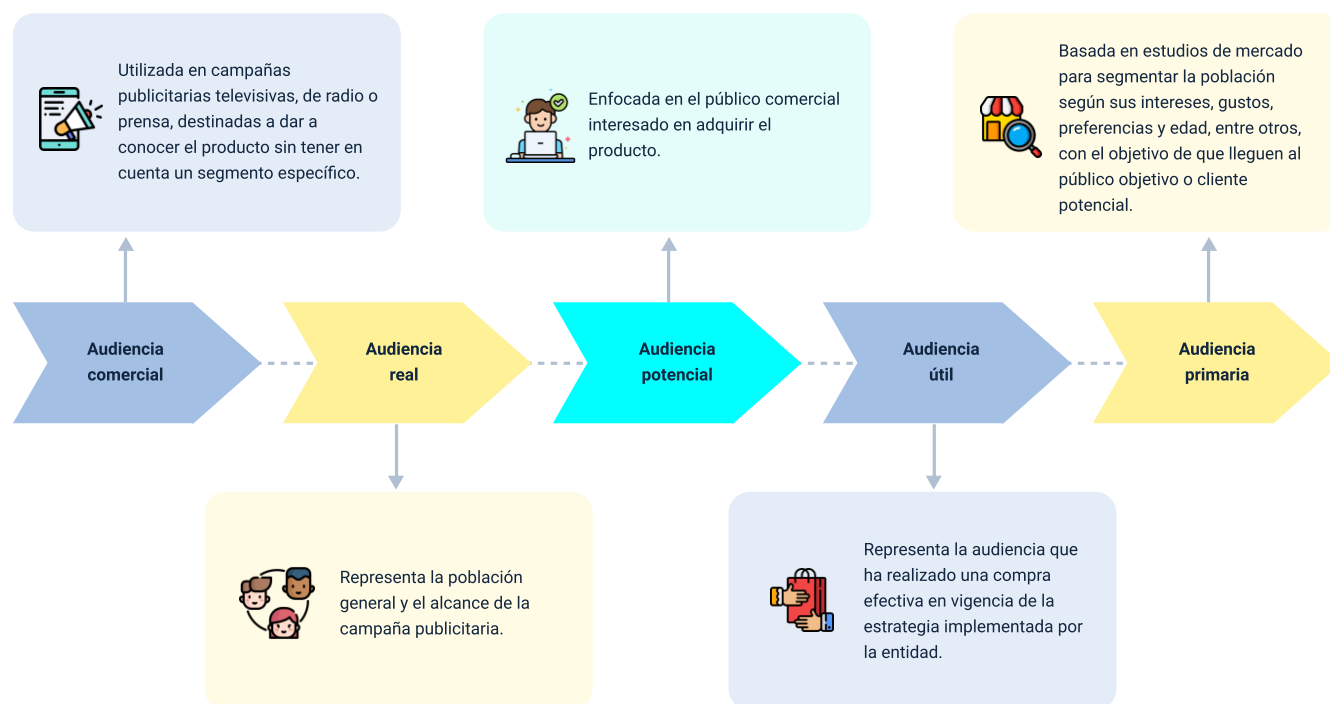 Utilizada en campañas
publicitarias televisivas, de radio o
prensa, destinadas a dar a
conocer el producto sin tener en
cuenta un segmento específico.
Enfocada en el público comercial
interesado en adquirir el
producto.
Basada en estudios de mercado
para segmentar la población
según sus intereses, gustos,
preferencias y edad, entre otros,
con el objetivo de que lleguen al
público objetivo o cliente
potencial.
Audiencia
comercial
Audiencia
real
Audiencia
potencial
Audiencia
útil
Audiencia
primaria
Representa la población
general y el alcance de la
campaña publicitaria.
Representa la audiencia que
ha realizado una compra
efectiva en vigencia de la
estrategia implementada por
la entidad.